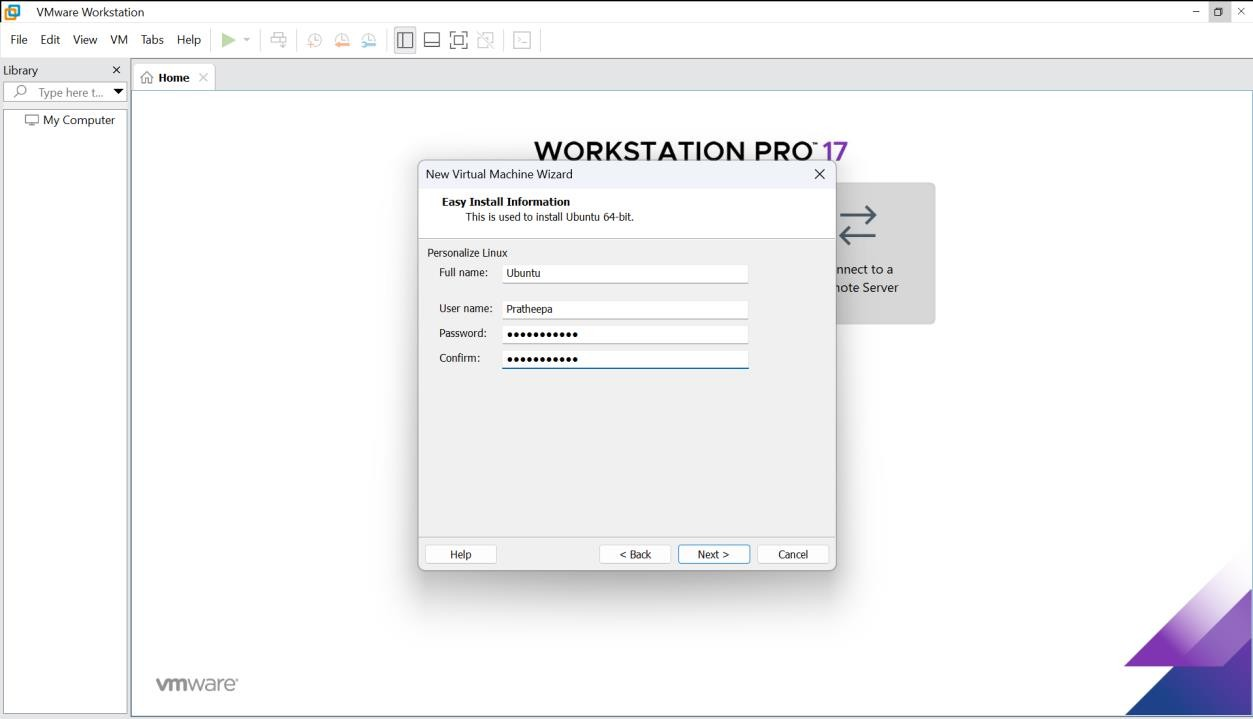 VMware Workstation
File Edit View VM Tabs Help
Library
Home
Type here t...
My Computer
WORKSTATION PRO™ 17
New Virtual Machine Wizard
Easy Install Information
This is used to install Ubuntu 64-bit.
Personalize Linux
Full name: Ubuntu
User name: Pratheepa
Password: ●●●●●●●●●●●
Confirm: ●●●●●●●●●●●
nnect to a
note Server
Help < Back Next > Cancel
vmware®